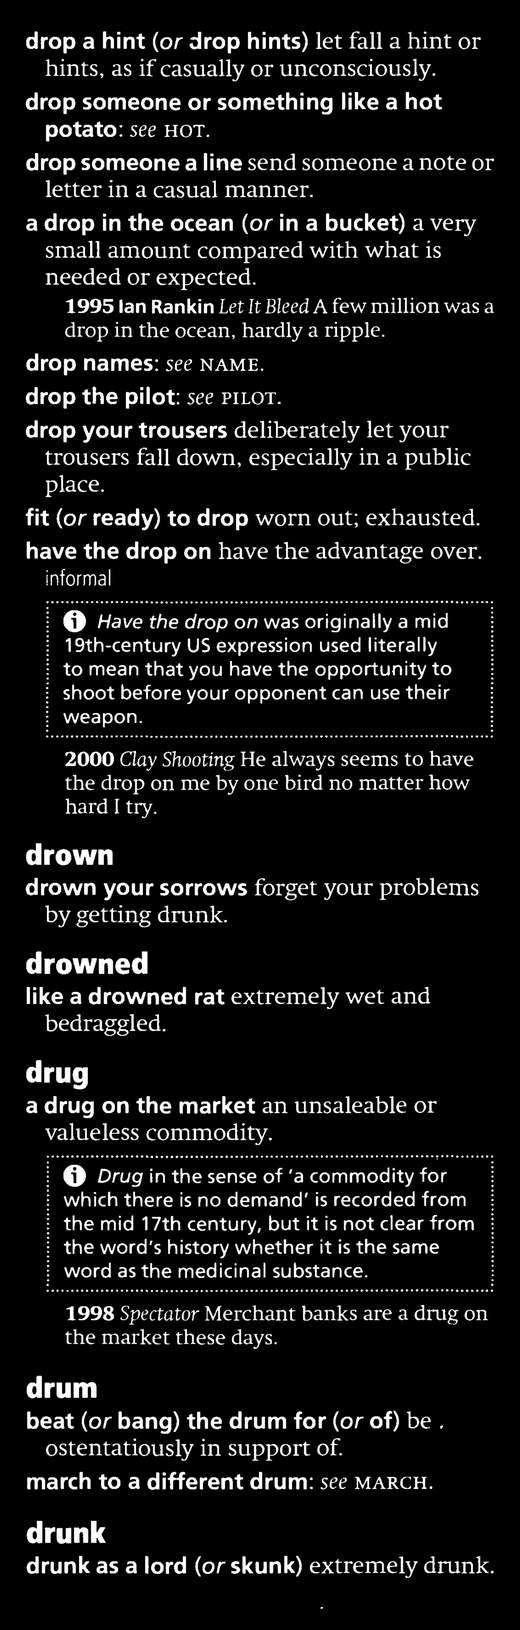 drop a hint (or drop hints) let fall a hint or
hints, as if casually or unconsciously.
drop someone or something like a hot
potato: see HOT.
drop someone a line send someone a note or
letter in a casual manner.
a drop in the ocean (or in a bucket) a very
small amount compared with what is
needed or expected.
1995 Ian Rankin Let It Bleed A few million was a
drop in the ocean, hardly a ripple.
drop names: see NAME.
drop the pilot: see PILOT.
drop your trousers deliberately let your
trousers fall down, especially in a public
place.
fit (or ready) to drop worn out; exhausted.
have the drop on have the advantage over.
informal
i Have the drop on was originally a mid
19th-century US expression used literally
to mean that you have the opportunity to
shoot before your opponent can use their
weapon.
2000 Clay Shooting He always seems to have
the drop on me by one bird no matter how
hard I try.
drown
drown your sorrows forget your problems
by getting drunk.
drowned
like a drowned rat extremely wet and
bedraggled.
drug
a drug on the market an unsaleable or
valueless commodity.
i Drug in the sense of 'a commodity for
which there is no demand' is recorded from
the mid 17th century, but it is not clear from
the word's history whether it is the same
word as the medicinal substance.
1998 Spectator Merchant banks are a drug on
the market these days.
drum
beat (or bang) the drum for (or of) be .
ostentatiously in support of.
march to a different drum: see MARCH.
drunk
drunk as a lord (or skunk) extremely drunk.